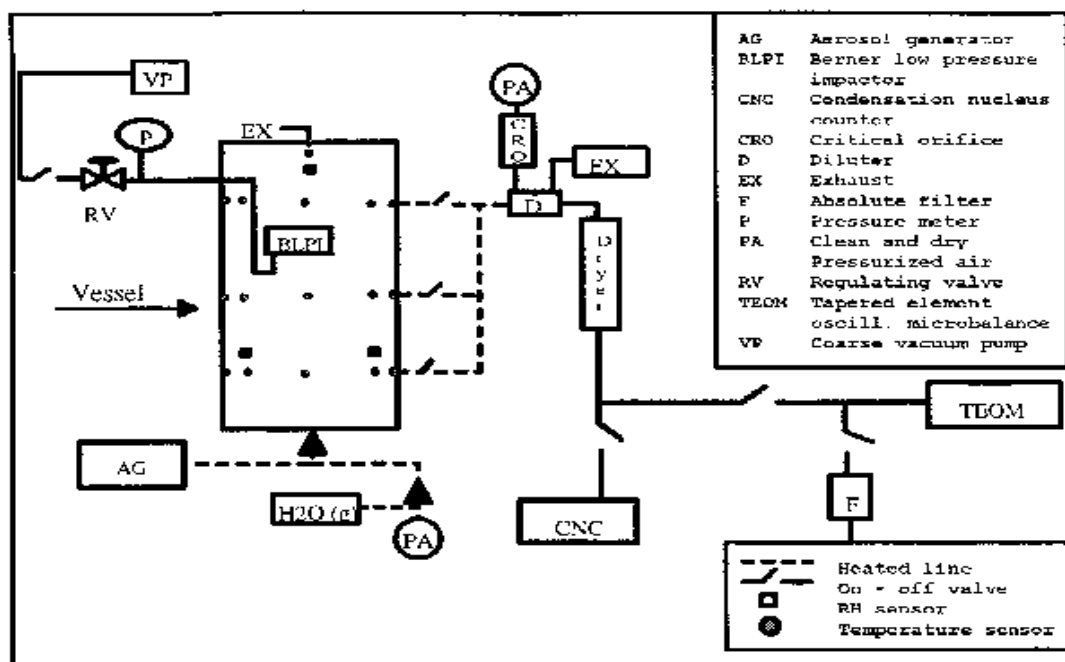 VP
P
RV
EX
BLPI
Vessel
AG
H2O (g)
PA
PA
CRO
EX
D
Dryer
CNC
TEOM
F
AG Aerosol generator
BLPI Berner low pressure
impactor
CNC Condensation nucleus
counter
CRO Critical orifice
D Diluter
EX Exhaust
F Absolute filter
P Pressure meter
PA Clean and dry
Pressurized air
RV Regulating valve
TEOM Tapered element
oscill. microbalance
VP Coarse vacuum pump
Heated line
On - off valve
RH sensor
Temperature sensor